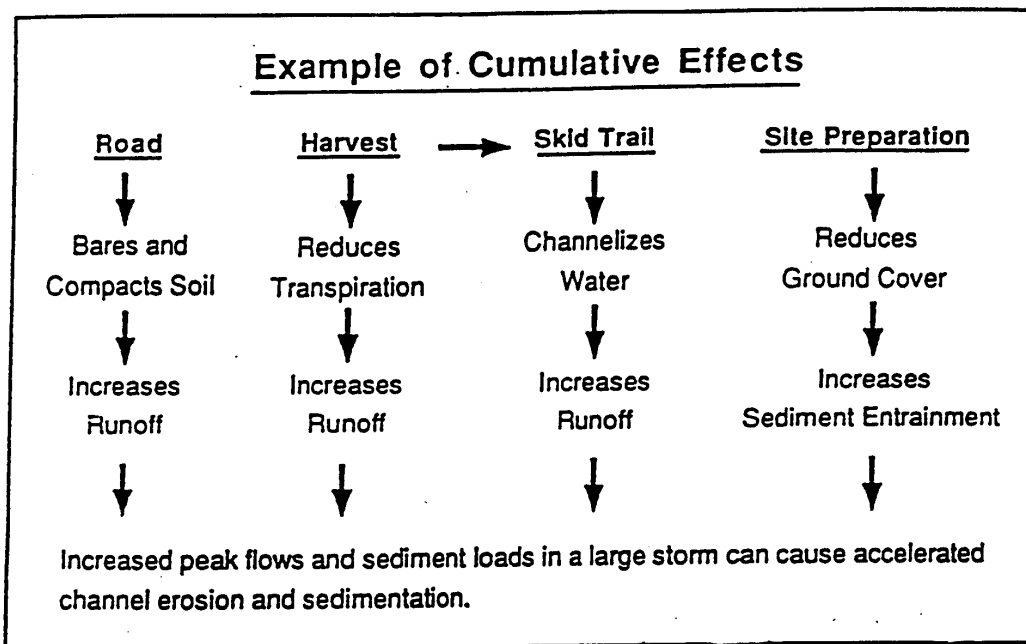 Example of Cumulative Effects
Road
Harvest
Skid Trail
Site Preparation
Bares and
Compacts Soil
Reduces
Transpiration
Channelizes
Water
Reduces
Ground Cover
Increases
Runoff
Increases
Runoff
Increases
Runoff
Increases
Sediment Entrainment
Increased peak flows and sediment loads in a large storm can cause accelerated
channel erosion and sedimentation.